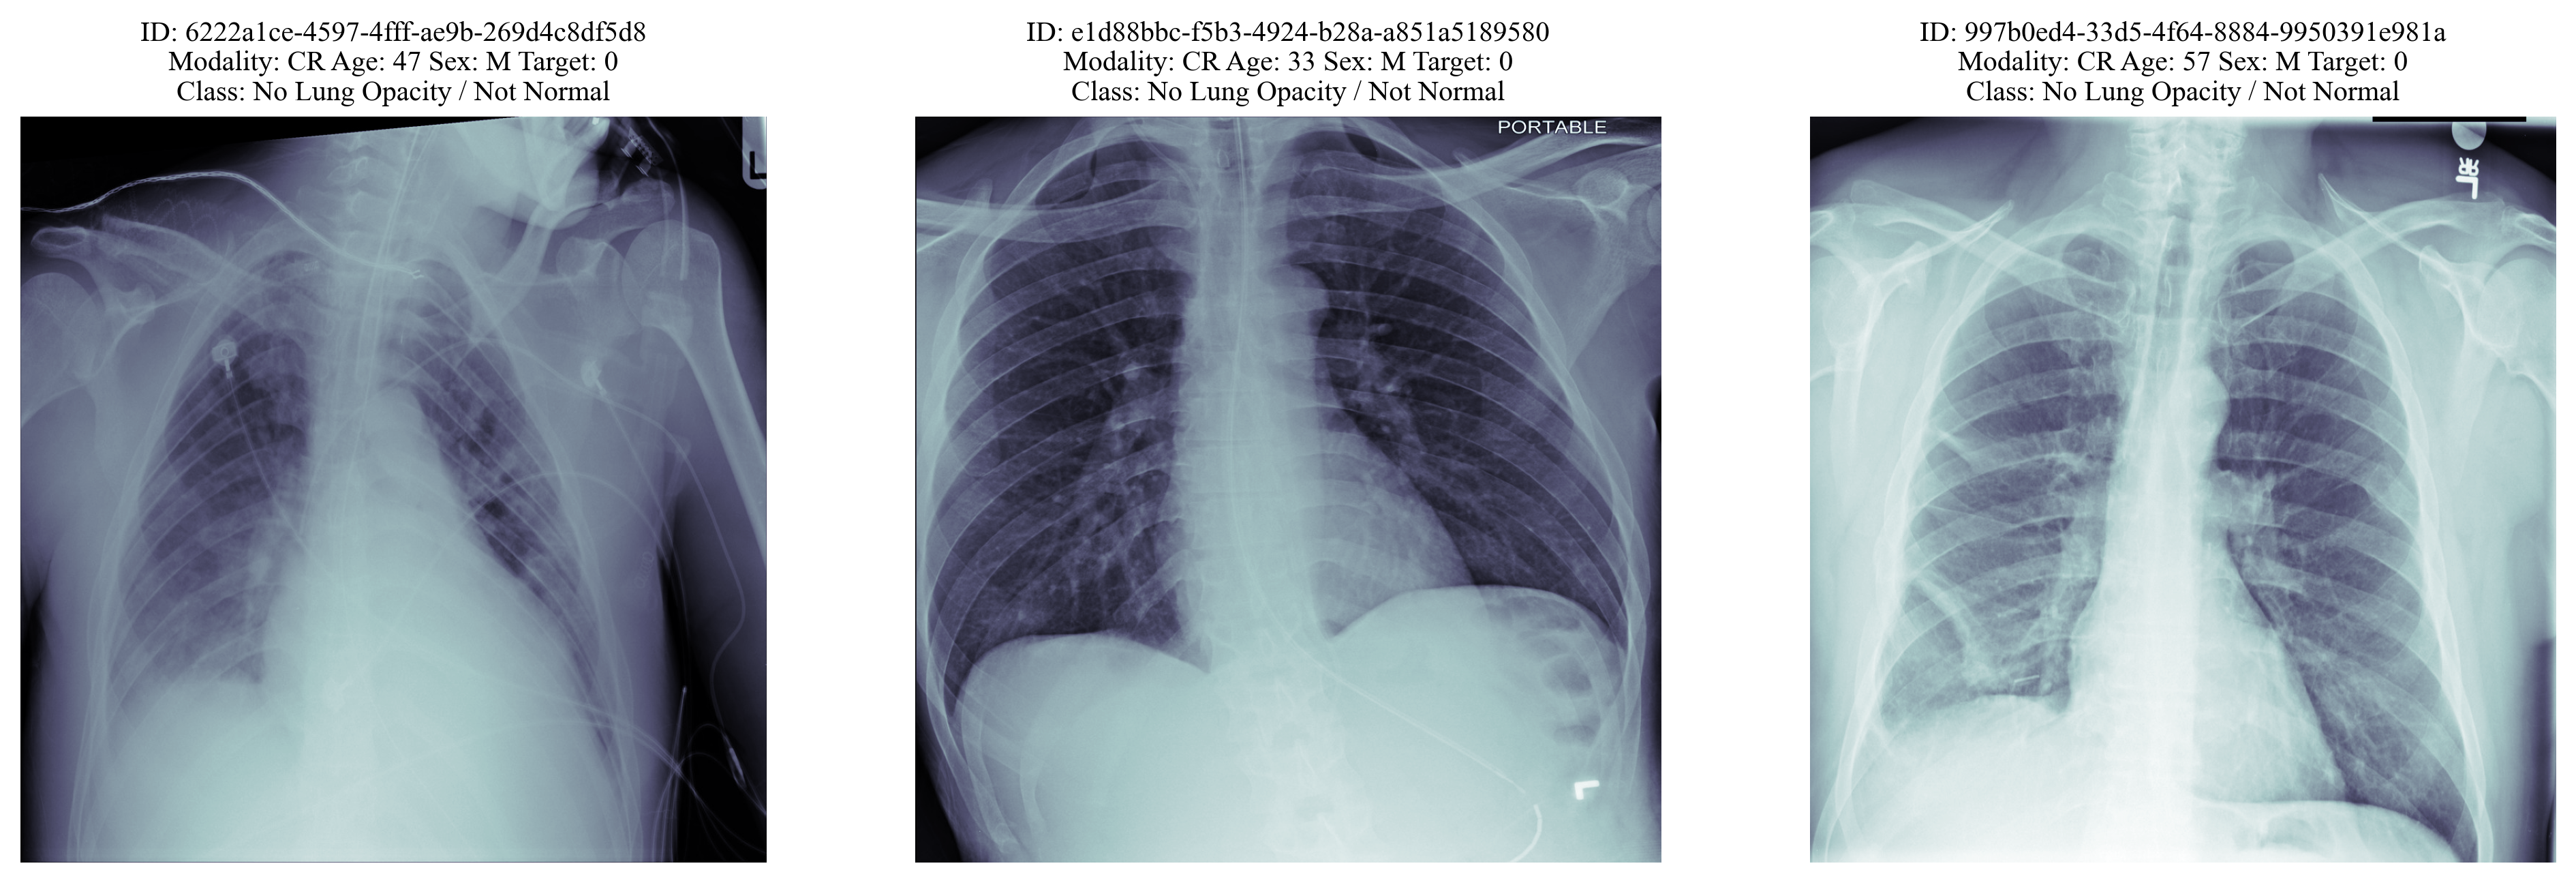 ID: 6222a1ce-4597-4fff-ae9b-269d4c8df5d8
Modality: CR Age: 47 Sex: M Target: 0
Class: No Lung Opacity / Not Normal
L
ID: e1d88bbc-f5b3-4924-b28a-a851a5189580
Modality: CR Age: 33 Sex: M Target: 0
Class: No Lung Opacity / Not Normal
PORTABLE
L
ID: 997b0ed4-33d5-4f64-8884-9950391e981a
Modality: CR Age: 57 Sex: M Target: 0
Class: No Lung Opacity / Not Normal
L